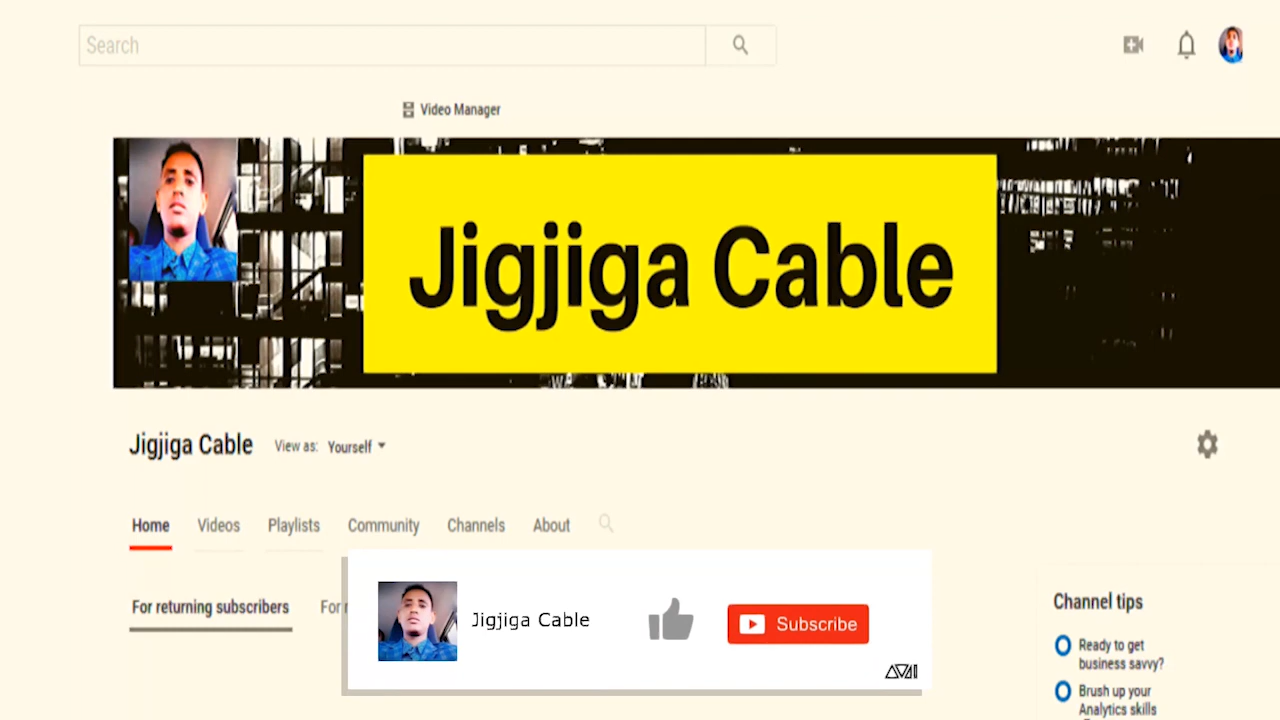 Search
Video Manager
Jigjiga Cable
Jigjiga Cable View as: Yourself
Home Videos Playlists Community Channels About
For returning subscribers For
Jigjiga Cable Subscribe
Channel tips
Ready to get
business savvy?
Brush up your
Analytics skills